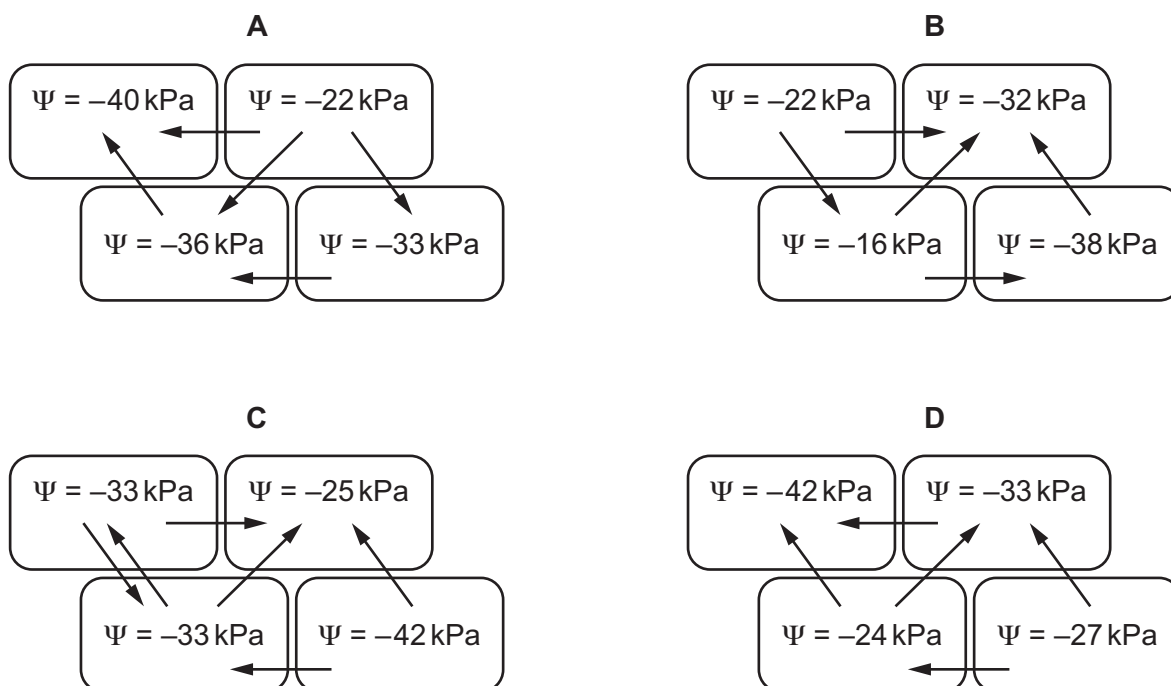 A
B
Ψ = –40 kPa
Ψ = –22 kPa
Ψ = –22 kPa
Ψ = –32 kPa
Ψ = –36 kPa
Ψ = –33 kPa
Ψ = –16 kPa
Ψ = –38 kPa
C
D
Ψ = –33 kPa
Ψ = –25 kPa
Ψ = –42 kPa
Ψ = –33 kPa
Ψ = –33 kPa
Ψ = –42 kPa
Ψ = –24 kPa
Ψ = –27 kPa